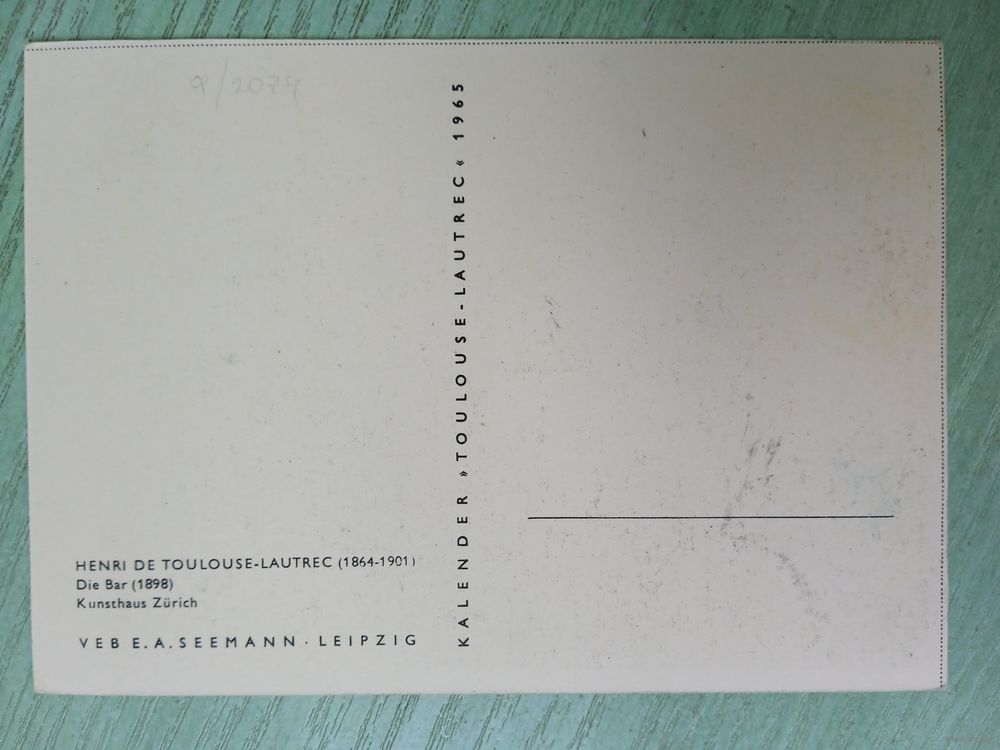 9/2074
KALENDER »TOULOUSE-LAUTREC« 1965
HENRI DE TOULOUSE-LAUTREC (1864-1901)
Die Bar (1898)
Kunsthaus Zürich
VEB E.A. SEEMANN · LEIPZIG